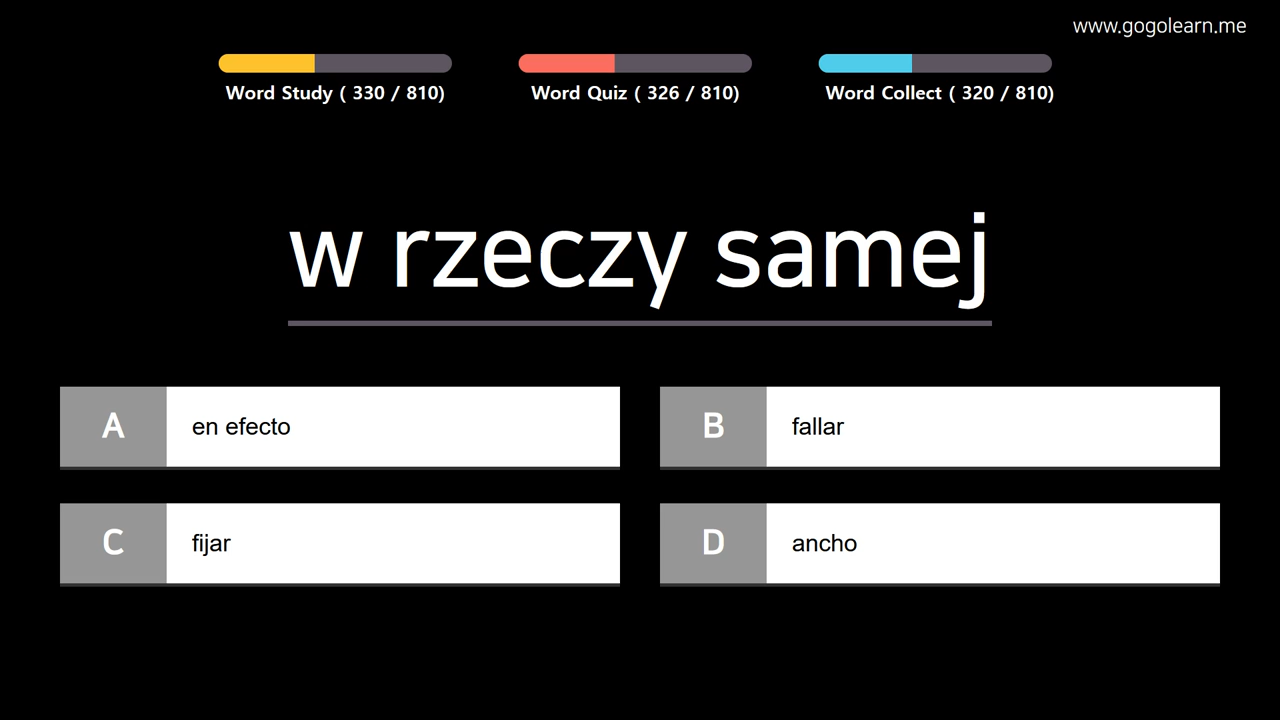 www.gogolearn.me
Word Study ( 330 / 810)
Word Quiz ( 326 / 810)
Word Collect ( 320 / 810)
w rzeczy samej
A en efecto
B fallar
C fijar
D ancho